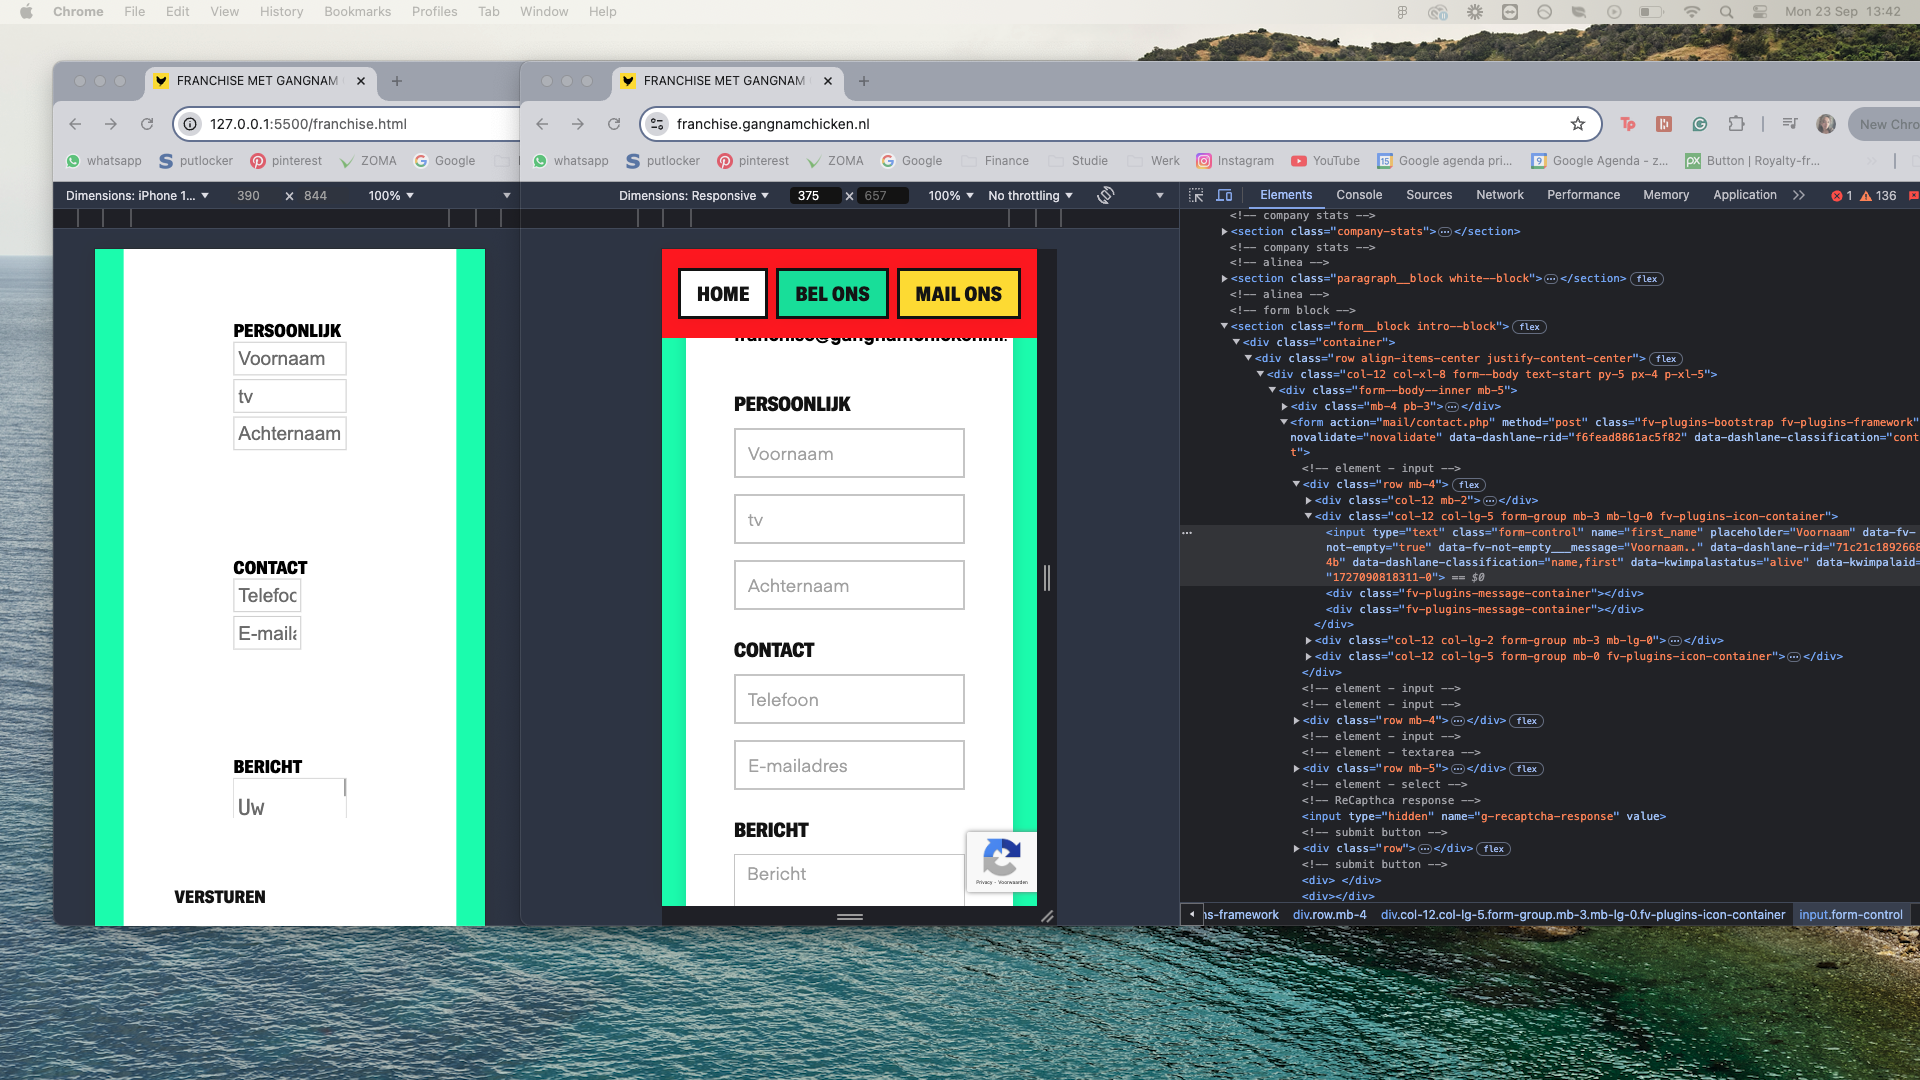 Chrome File Edit View History Bookmarks Profiles Tab Window Help Mon 23 Sep 13:42
FRANCHISE MET GANGNAM
127.0.0.1:5500/franchise.html
whatsapp putlocker pinterest ZOMA Google
Dimensions: iPhone 1... 390 × 844 100%
PERSOONLIJK
Voornaam
tv
Achternaam
CONTACT
Telefoo
E-maila
BERICHT
Uw
VERSTUREN
FRANCHISE MET GANGNAM
franchise.gangnamchicken.nl
New Chro
whatsapp putlocker pinterest ZOMA Google Finance Studie Werk Instagram YouTube Google agenda pri... Google Agenda - z... Button | Royalty-fr...
Dimensions: Responsive 375 × 657 100% No throttling
HOME BEL ONS MAIL ONS
franchise@gangnamchicken.nl.
PERSOONLIJK
Voornaam
tv
Achternaam
CONTACT
Telefoon
E-mailadres
BERICHT
Bericht
Privacy - Voorwaarden
Elements Console Sources Network Performance Memory Application 1 136
<!-- company stats -->
<section class="company-stats">…</section>
<!-- company stats -->
<!-- alinea -->
<section class="paragraph__block white--block">…</section> flex
<!-- alinea -->
<!-- form block -->
<section class="form__block intro--block"> flex
<div class="container">
<div class="row align-items-center justify-content-center"> flex
<div class="col-12 col-xl-8 form--body text-start py-5 px-4 p-xl-5">
<div class="form--body--inner mb-5">
<div class="mb-4 pb-3">…</div>
<form action="mail/contact.php" method="post" class="fv-plugins-bootstrap fv-plugins-framework"
novalidate="novalidate" data-dashlane-rid="f6fead8861ac5f82" data-dashlane-classification="cont
t">
<!-- element - input -->
<div class="row mb-4"> flex
<div class="col-12 mb-2">…</div>
<div class="col-12 col-lg-5 form-group mb-3 mb-lg-0 fv-plugins-icon-container">
<input type="text" class="form-control" name="first_name" placeholder="Voornaam" data-fv-
not-empty="true" data-fv-not-empty___message="Voornaam.." data-dashlane-rid="71c21c1892668
4b" data-dashlane-classification="name,first" data-kwimpalastatus="alive" data-kwimpalaid=
"1727090818311-0"> == $0
<div class="fv-plugins-message-container"></div>
<div class="fv-plugins-message-container"></div>
</div>
<div class="col-12 col-lg-2 form-group mb-3 mb-lg-0">…</div>
<div class="col-12 col-lg-5 form-group mb-0 fv-plugins-icon-container">…</div>
</div>
<!-- element - input -->
<!-- element - input -->
<div class="row mb-4">…</div> flex
<!-- element - input -->
<!-- element - textarea -->
<div class="row mb-5">…</div> flex
<!-- element - select -->
<!-- ReCapthca response -->
<input type="hidden" name="g-recaptcha-response" value>
<!-- submit button -->
<div class="row">…</div> flex
<!-- submit button -->
<div> </div>
<div></div>
ns-framework div.row.mb-4 div.col-12.col-lg-5.form-group.mb-3.mb-lg-0.fv-plugins-icon-container input.form-control